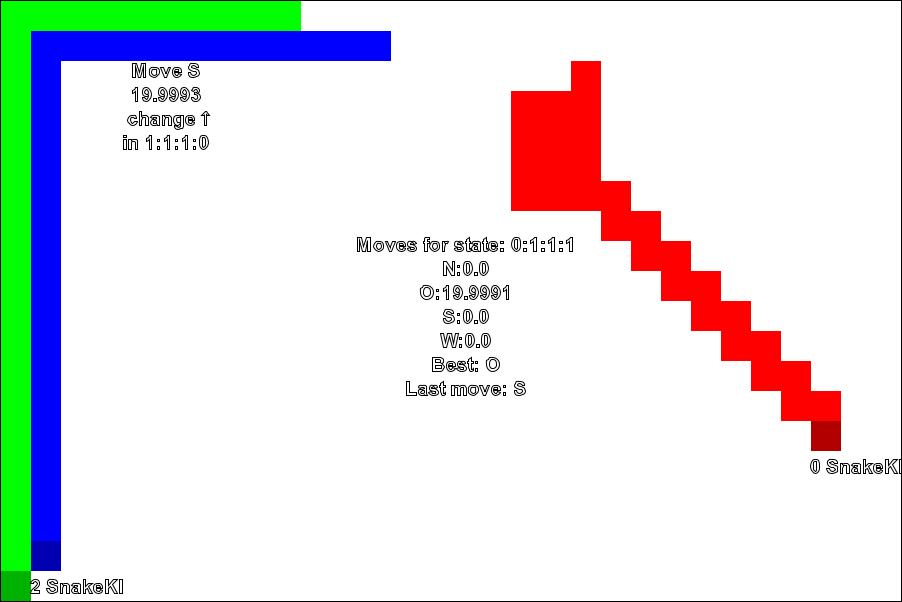 Move S
19.9993
change ↑
in 1:1:1:0
Moves for state: 0:1:1:1
N:0.0
O:19.9991
S:0.0
W:0.0
Best: O
Last move: S
0 SnakeKI
2 SnakeKI